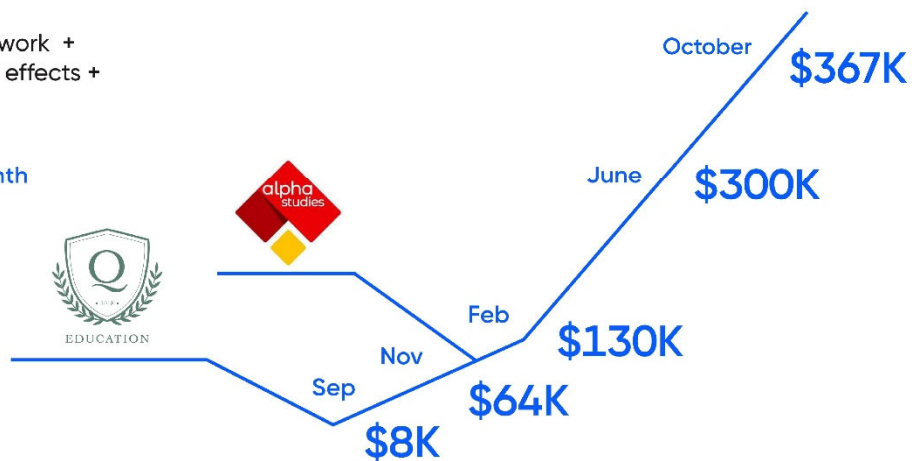 work +
effects +
nth
October
$367K
June
$300K
alpha
studies
Q
EDUCATION
Feb
$130K
Nov
$64K
Sep
$8K